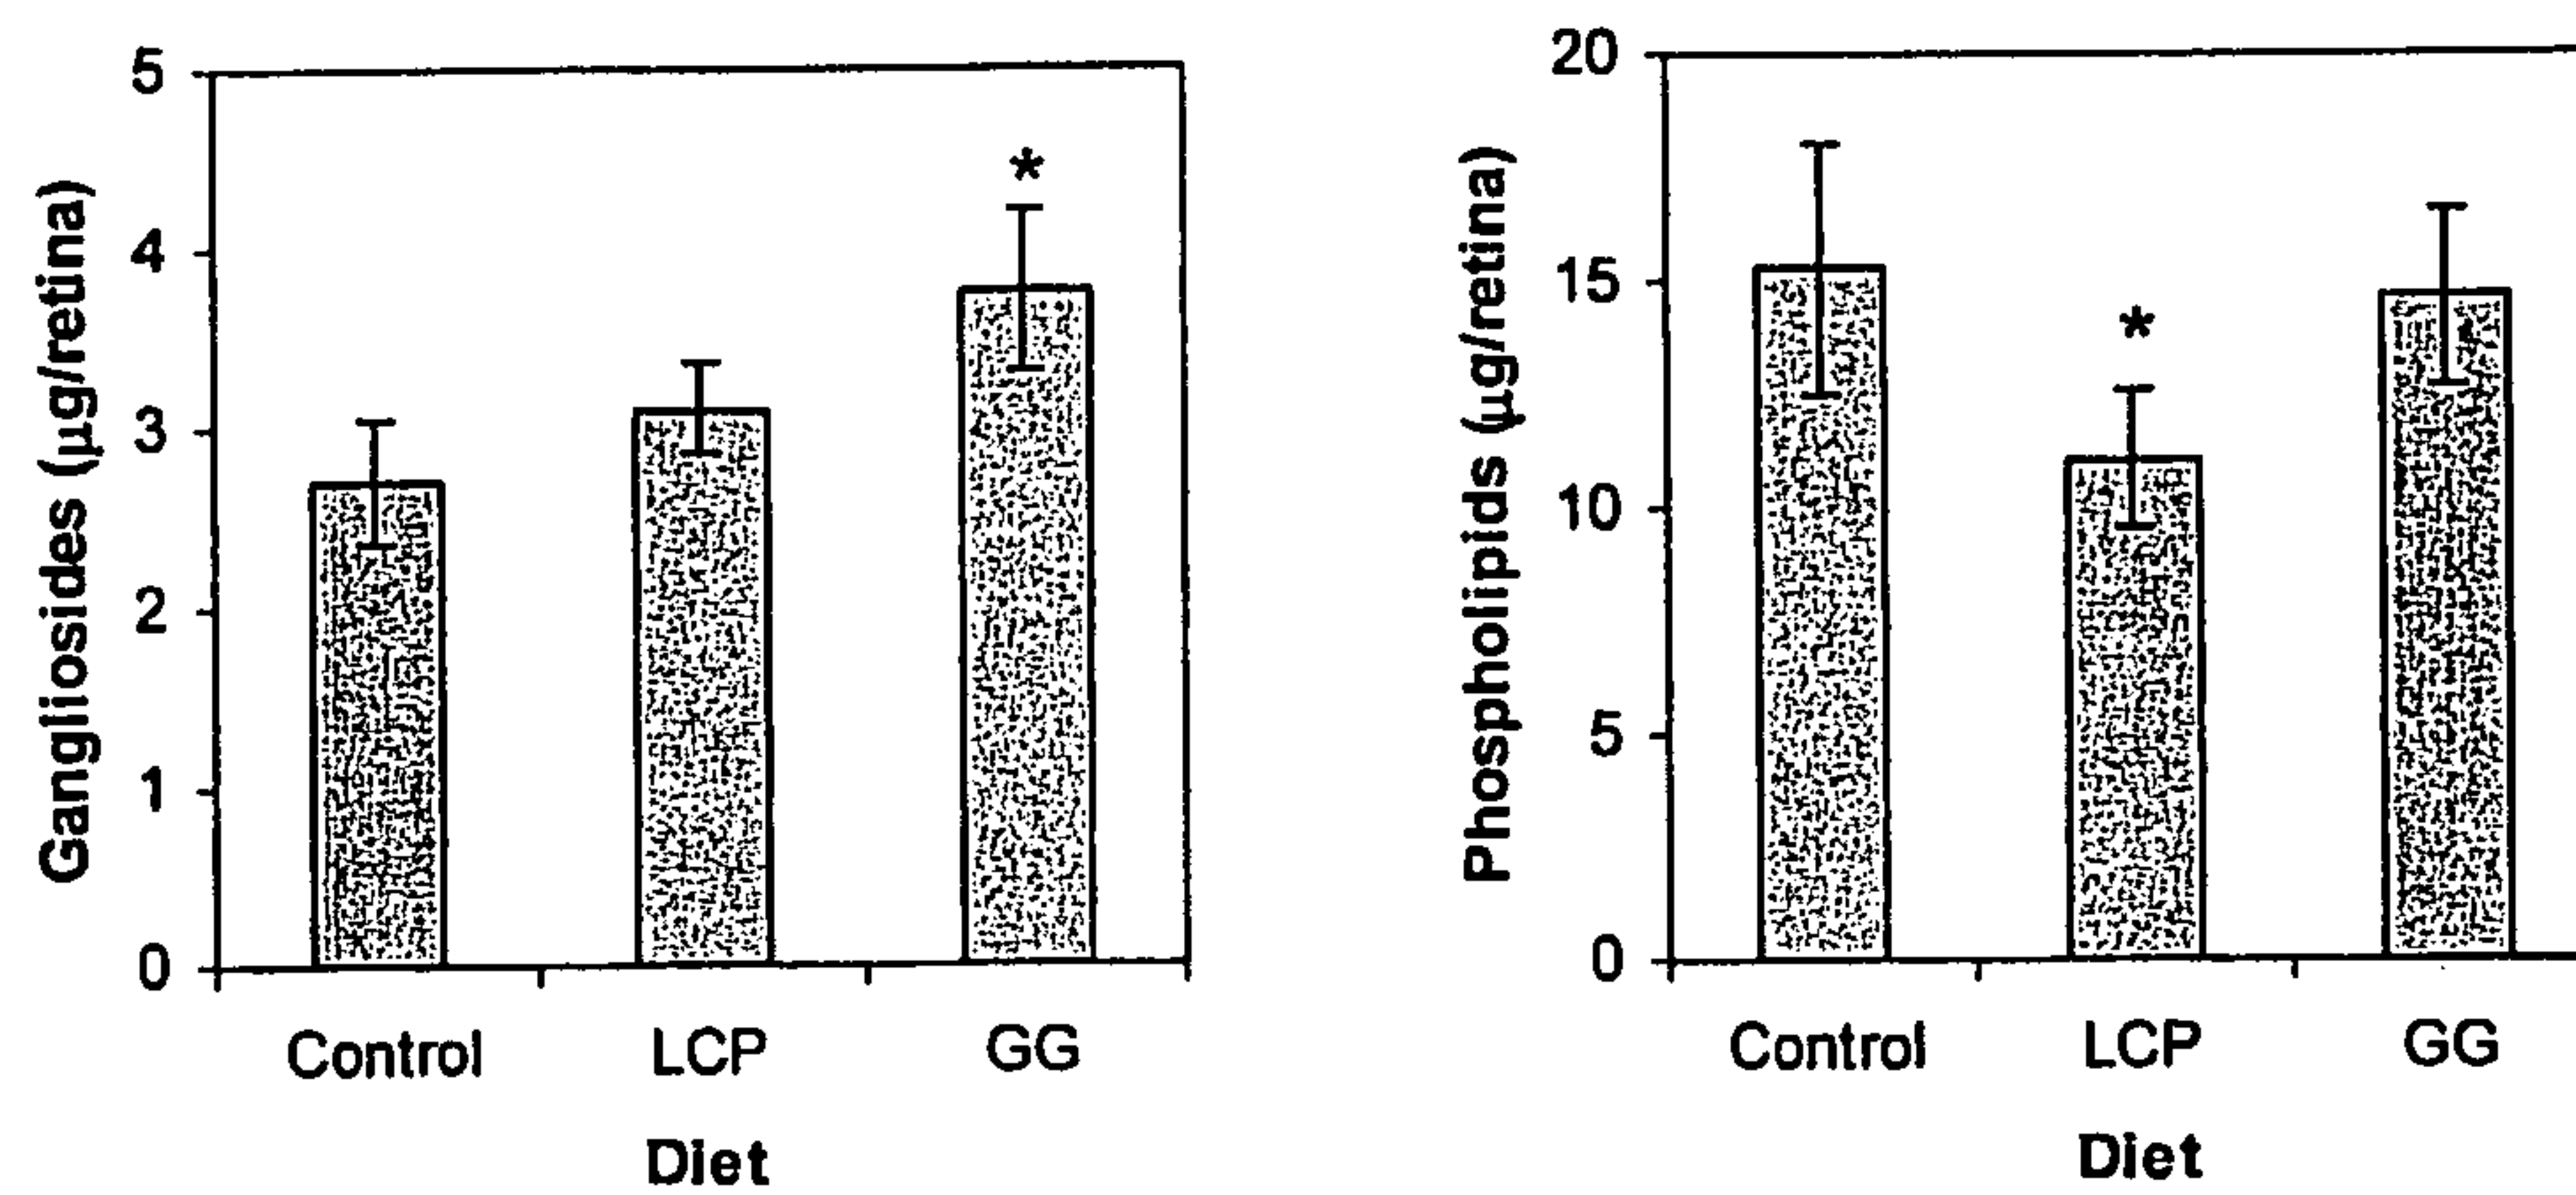 Gangliosides (µg/retina)
5
4
3
2
1
0
*
Control LCP GG
Diet
Phospholipids (µg/retina)
20
15
10
5
0
*
Control LCP GG
Diet